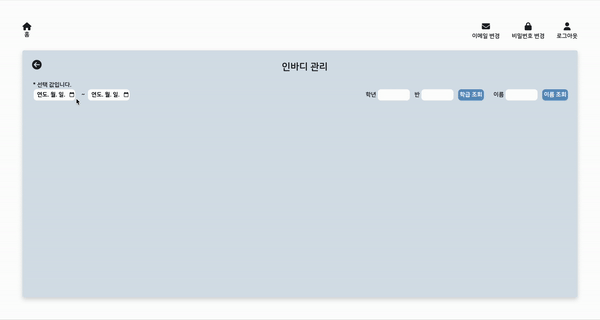 홈
이메일 변경 비밀번호 변경 로그아웃
인바디 관리
* 선택 값입니다.
연도. 월. 일. ~ 연도. 월. 일. 학년 반 학급 조회 이름 이름 조회